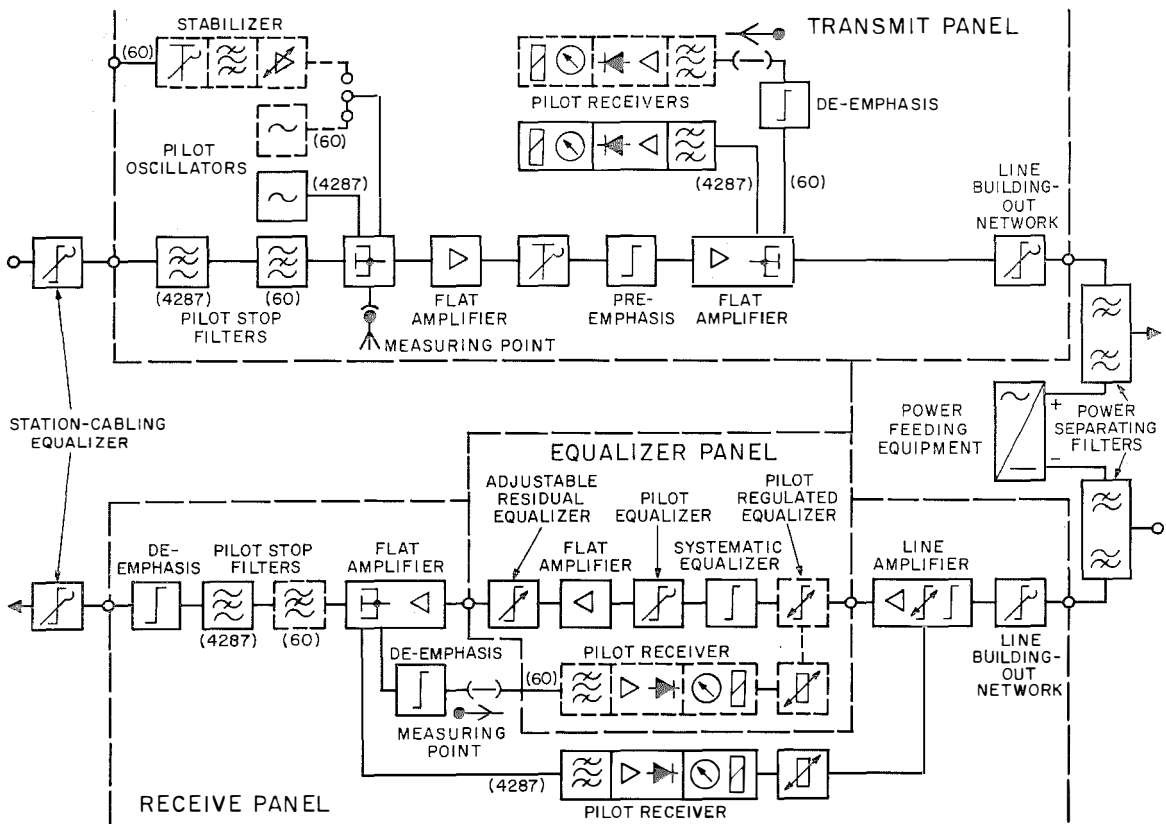 STABILIZER
TRANSMIT PANEL
(60)
PILOT RECEIVERS
DE-EMPHASIS
(60)
PILOT
OSCILLATORS
(4287)
(4287)
(60)
LINE
BUILDING-
OUT
NETWORK
(4287)
(60)
PILOT STOP
FILTERS
FLAT
AMPLIFIER
PRE-
EMPHASIS
FLAT
AMPLIFIER
MEASURING POINT
STATION-CABLING
EQUALIZER
POWER
FEEDING
EQUIPMENT
+
–
POWER
SEPARATING
FILTERS
EQUALIZER PANEL
ADJUSTABLE
RESIDUAL
EQUALIZER
PILOT
EQUALIZER
PILOT
REGULATED
EQUALIZER
DE-
EMPHASIS
PILOT STOP
FILTERS
FLAT
AMPLIFIER
FLAT
AMPLIFIER
SYSTEMATIC
EQUALIZER
LINE
AMPLIFIER
(4287)
(60)
DE-EMPHASIS
PILOT RECEIVER
(60)
LINE
BUILDING-
OUT
NETWORK
MEASURING
POINT
(4287)
PILOT RECEIVER
RECEIVE PANEL